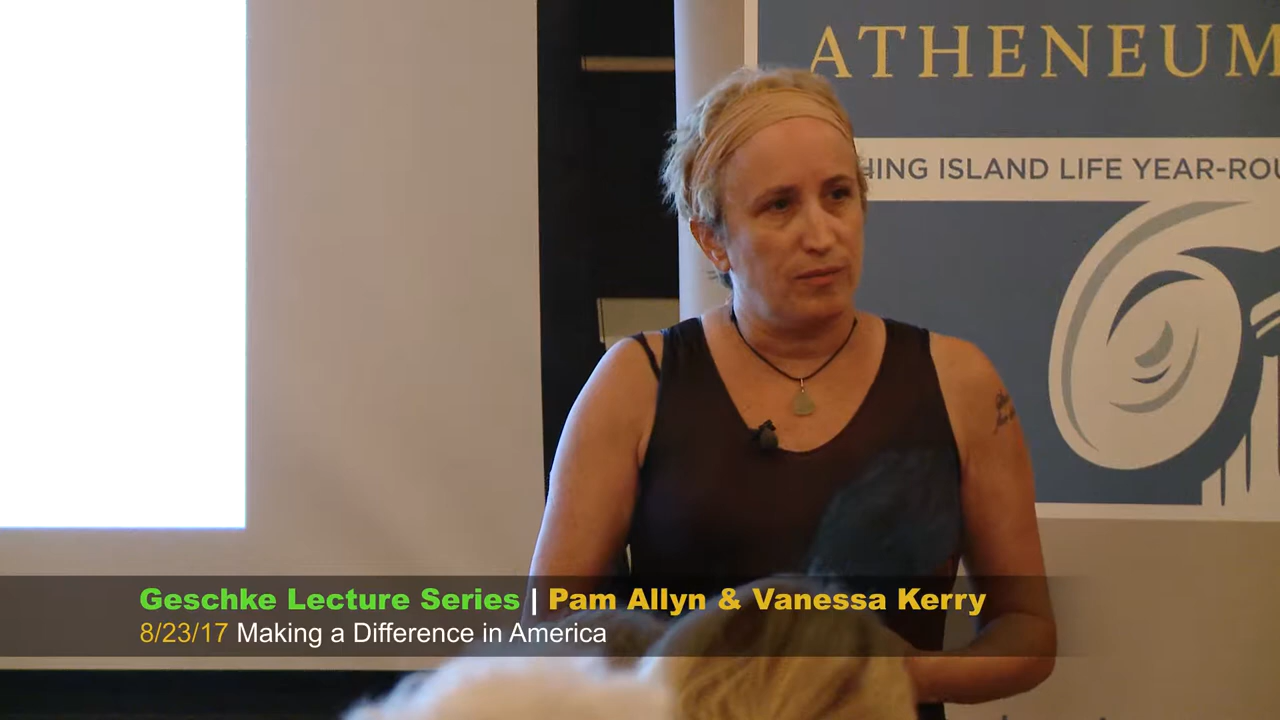 ATHENEUM
HING ISLAND LIFE YEAR-ROU
Geschke Lecture Series | Pam Allyn & Vanessa Kerry
8/23/17 Making a Difference in America